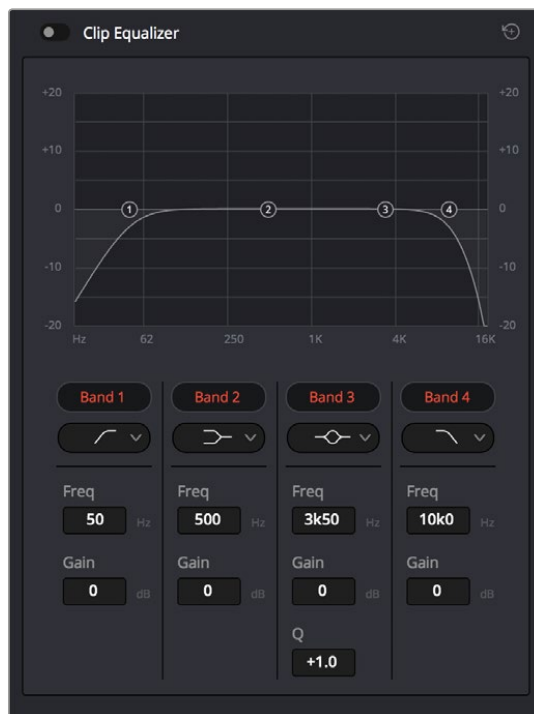 Clip Equalizer
+20 +20
+10 +10
0 1 2 3 4 0
-10 -10
-20 -20
Hz 62 250 1K 4K 16K
Band 1 Band 2 Band 3 Band 4
Freq Freq Freq Freq
50 Hz 500 Hz 3k50 Hz 10k0 Hz
Gain Gain Gain Gain
0 dB 0 dB 0 dB 0 dB
Q
+1.0